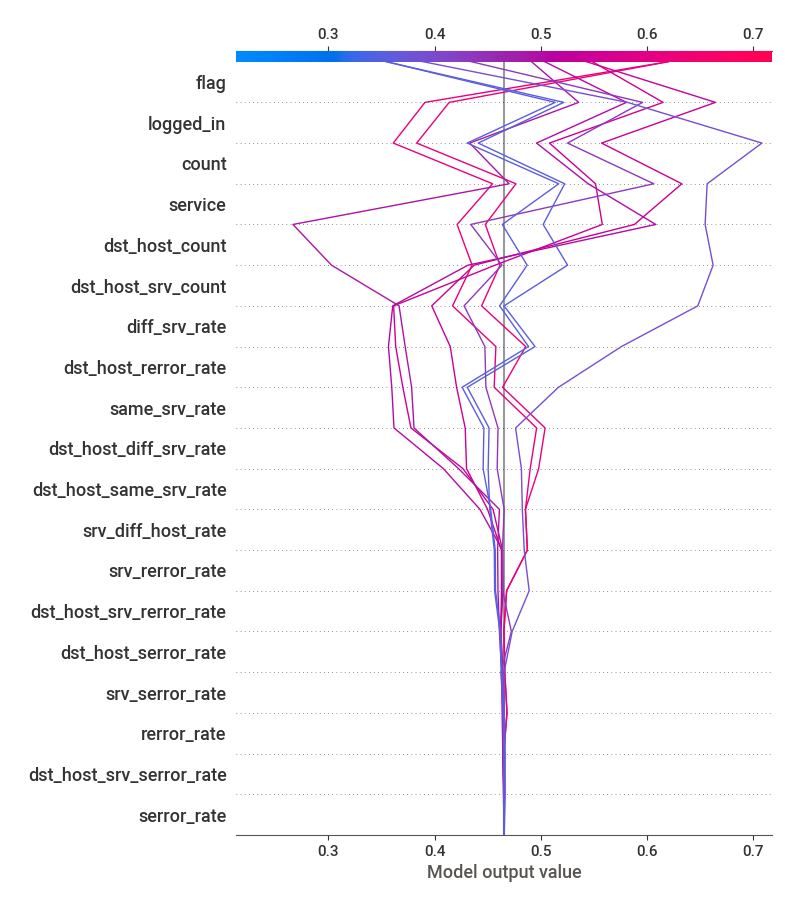 0.3 0.4 0.5 0.6 0.7
flag
logged_in
count
service
dst_host_count
dst_host_srv_count
diff_srv_rate
dst_host_rerror_rate
same_srv_rate
dst_host_diff_srv_rate
dst_host_same_srv_rate
srv_diff_host_rate
srv_rerror_rate
dst_host_srv_rerror_rate
dst_host_serror_rate
srv_serror_rate
rerror_rate
dst_host_srv_serror_rate
serror_rate
0.3 0.4 0.5 0.6 0.7
Model output value